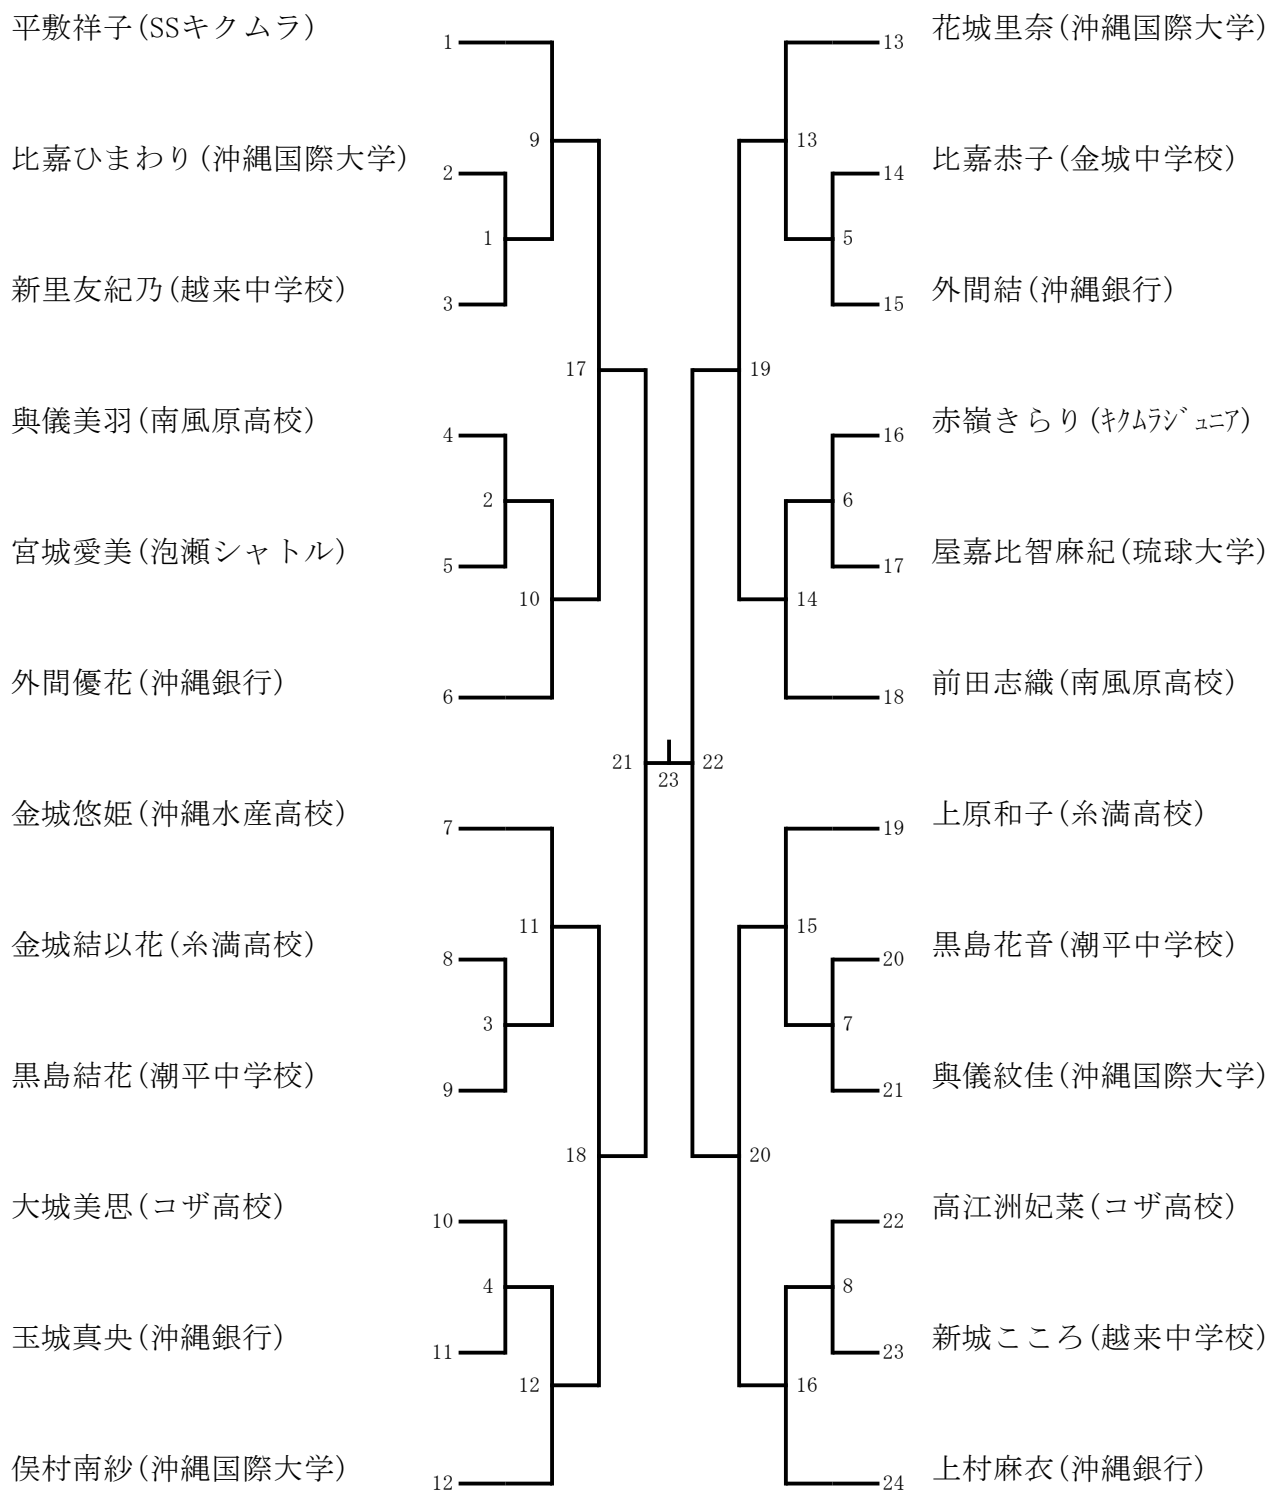 平敷祥子(SSキクムラ)
1
比嘉ひまわり(沖縄国際大学)
2
新里友紀乃(越来中学校)
3
與儀美羽(南風原高校)
4
宮城愛美(泡瀬シャトル)
5
外間優花(沖縄銀行)
6
金城悠姫(沖縄水産高校)
7
金城結以花(糸満高校)
8
黒島結花(潮平中学校)
9
大城美思(コザ高校)
10
玉城真央(沖縄銀行)
11
俣村南紗(沖縄国際大学)
12
9
1
17
2
10
11
3
18
4
12
21
23
22
13
5
19
6
14
15
7
20
8
16
13
花城里奈(沖縄国際大学)
14
比嘉恭子(金城中学校)
15
外間結(沖縄銀行)
16
赤嶺きらり(ｷｸムラｼﾞｭﾆｱ)
17
屋嘉比智麻紀(琉球大学)
18
前田志織(南風原高校)
19
上原和子(糸満高校)
20
黒島花音(潮平中学校)
21
與儀紋佳(沖縄国際大学)
22
高江洲妃菜(コザ高校)
23
新城こころ(越来中学校)
24
上村麻衣(沖縄銀行)